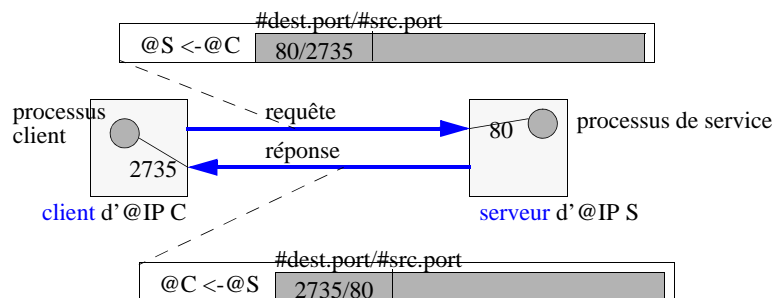 #dest.port/#src.port
@S <-@C
80/2735
processus
client
requête
80
processus de service
réponse
2735
client d'@IP C
serveur d'@IP S
#dest.port/#src.port
@C <-@S
2735/80